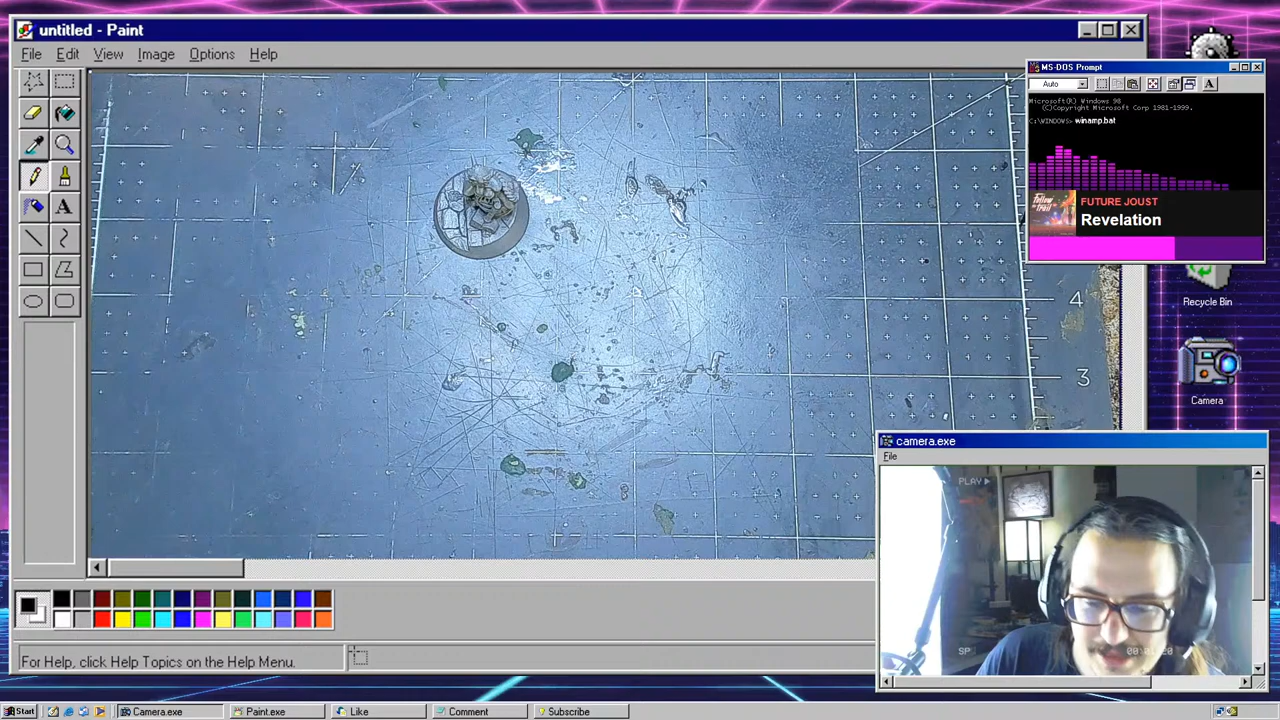 untitled - Paint
File Edit View Image Options Help
MS-DOS Prompt
Auto
A
Microsoft(R) Windows 98
(C)Copyright Microsoft Corp 1981-1999.
C:\WINDOWS> winamp.bat
FUTURE JOUST
Revelation
Recycle Bin
4
3
Camera
camera.exe
File
PLAY
SP
A
For Help, click Help Topics on the Help Menu.
Start
Camera.exe
Paint.exe
Like
Comment
Subscribe